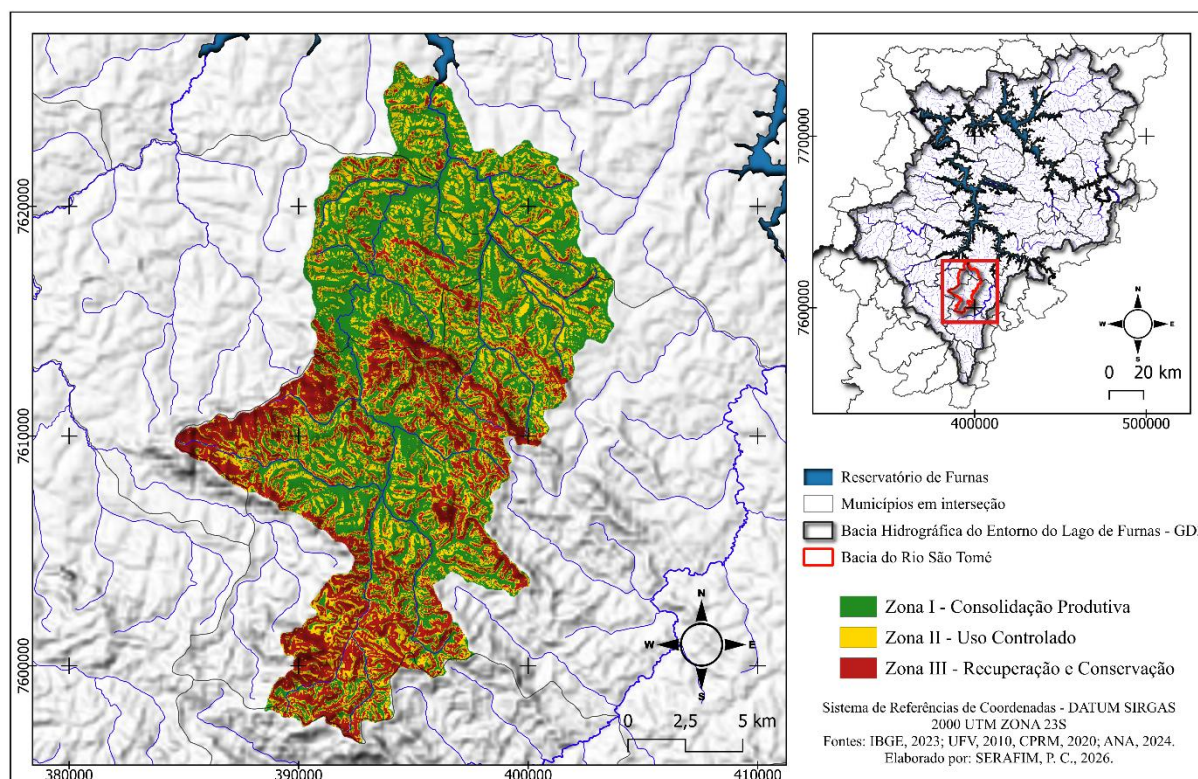 7620000
7610000
7600000
380000
390000
400000
410000
N
W
E
S
0
2,5
5 km
7700000
7600000
400000
500000
N
W
E
S
0
20 km
Reservatório de Furnas
Municípios em interseção
Bacia Hidrográfica do Entorno do Lago de Furnas - GD
Bacia do Rio São Tomé
Zona I - Consolidação Produtiva
Zona II - Uso Controlado
Zona III - Recuperação e Conservação
Sistema de Referências de Coordenadas - DATUM SIRGAS
2000 UTM ZONA 23S
Fontes: IBGE, 2023; UFV, 2010, CPRM, 2020; ANA, 2024.
Elaborado por: SERAFIM, P. C., 2026.